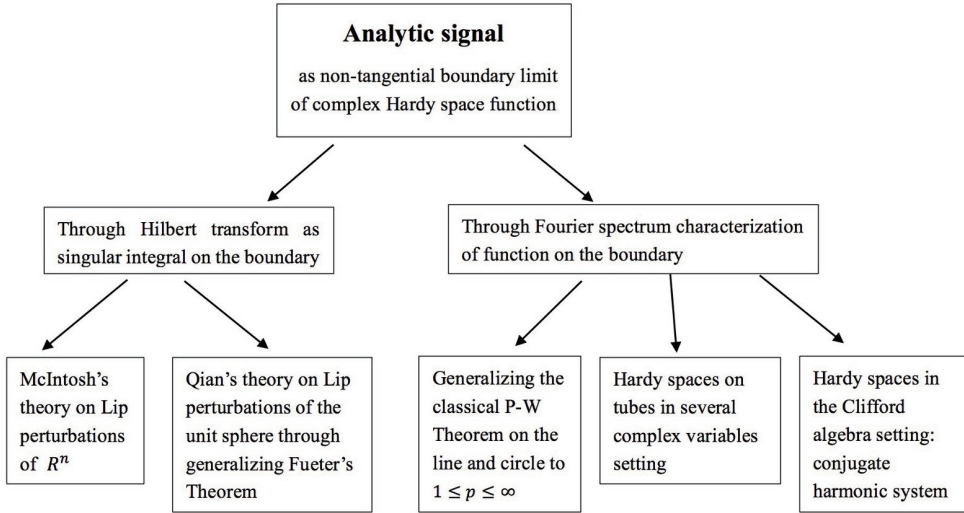 Analytic signal
as non-tangential boundary limit
of complex Hardy space function
Through Hilbert transform as
singular integral on the boundary
Through Fourier spectrum characterization
of function on the boundary
McIntosh's
theory on Lip
perturbations
of Rⁿ
Qian's theory on Lip
perturbations of the
unit sphere through
generalizing Fueter's
Theorem
Generalizing the
classical P-W
Theorem on the
line and circle to
1 ≤ p ≤ ∞
Hardy spaces on
tubes in several
complex variables
setting
Hardy spaces in
the Clifford
algebra setting:
conjugate
harmonic system